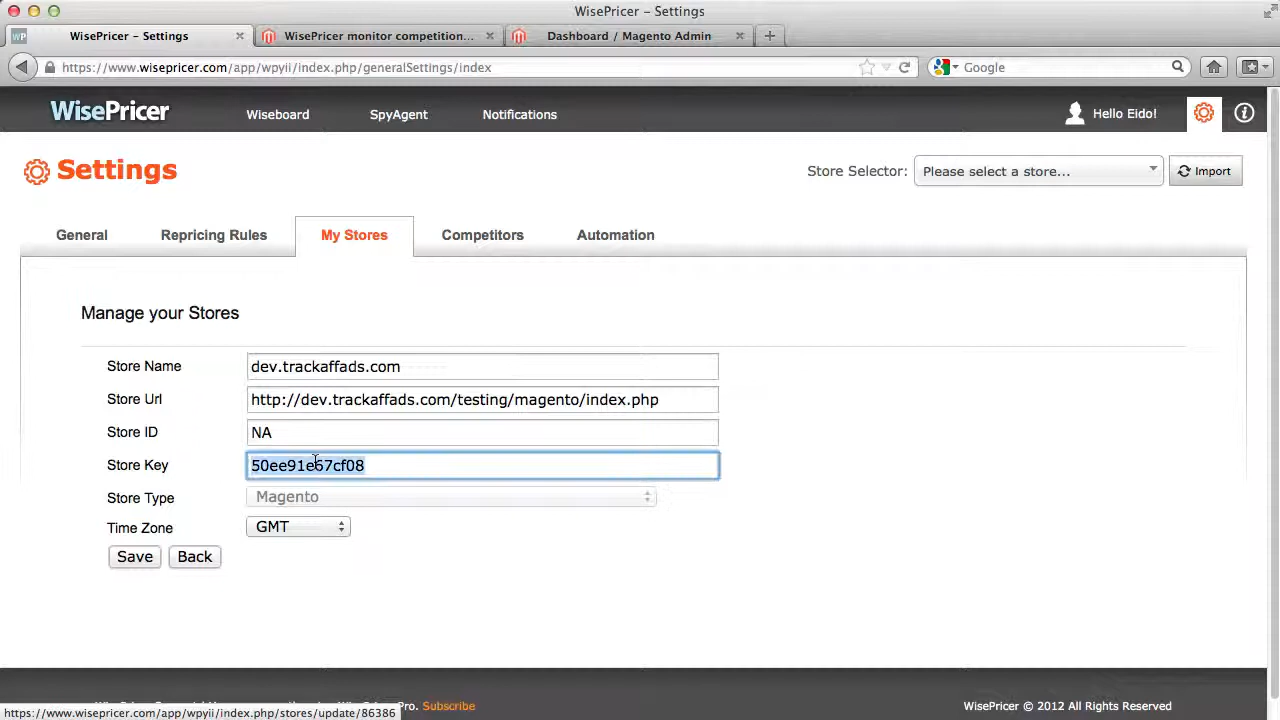 WisePricer – Settings
WP WisePricer – Settings
WisePricer monitor competition...
Dashboard / Magento Admin
https://www.wisepricer.com/app/wpyii/index.php/generalSettings/index
Google
WisePricer
Wiseboard
SpyAgent
Notifications
Hello Eido!
Settings
Store Selector:
Please select a store...
Import
General
Repricing Rules
My Stores
Competitors
Automation
Manage your Stores
Store Name
dev.trackaffads.com
Store Url
http://dev.trackaffads.com/testing/magento/index.php
Store ID
NA
Store Key
50ee91e67cf08
Store Type
Magento
Time Zone
GMT
Save
Back
Pro. Subscribe
WisePricer © 2012 All Rights Reserved
https://www.wisepricer.com/app/wpyii/index.php/stores/update/86386